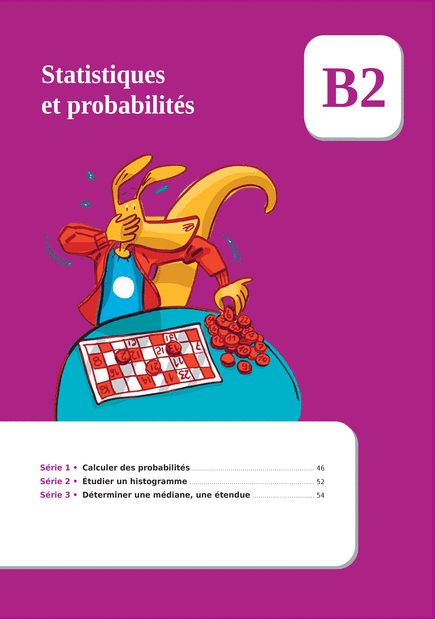 Statistiques
et probabilités
B2
Série 1 • Calculer des probabilités 46
Série 2 • Étudier un histogramme 52
Série 3 • Déterminer une médiane, une étendue 54